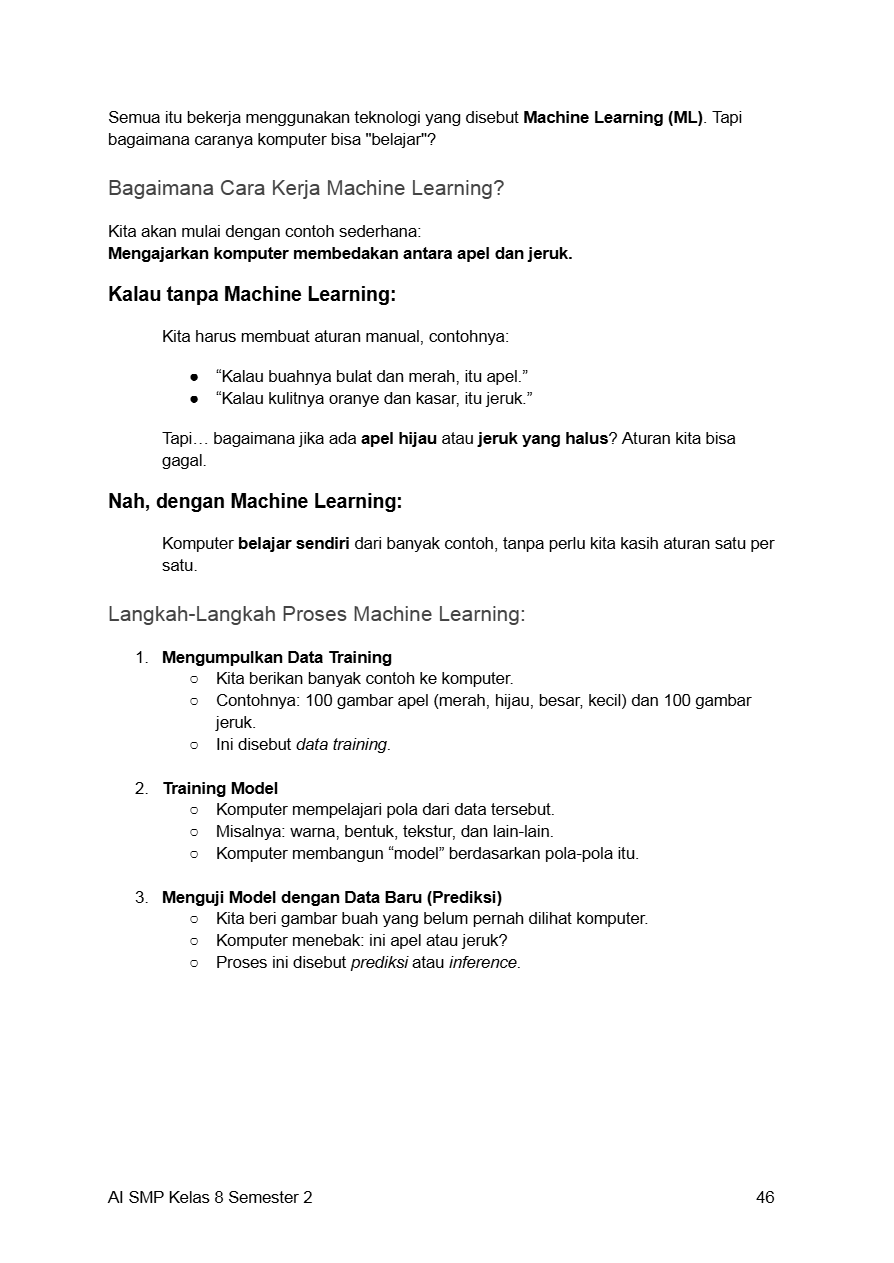 Semua itu bekerja menggunakan teknologi yang disebut Machine Learning (ML). Tapi
bagaimana caranya komputer bisa "belajar"?
Bagaimana Cara Kerja Machine Learning?
Kita akan mulai dengan contoh sederhana:
Mengajarkan komputer membedakan antara apel dan jeruk.
Kalau tanpa Machine Learning:
Kita harus membuat aturan manual, contohnya:
● “Kalau buahnya bulat dan merah, itu apel.”
● “Kalau kulitnya oranye dan kasar, itu jeruk.”
Tapi… bagaimana jika ada apel hijau atau jeruk yang halus? Aturan kita bisa
gagal.
Nah, dengan Machine Learning:
Komputer belajar sendiri dari banyak contoh, tanpa perlu kita kasih aturan satu per
satu.
Langkah-Langkah Proses Machine Learning:
1. Mengumpulkan Data Training
○ Kita berikan banyak contoh ke komputer.
○ Contohnya: 100 gambar apel (merah, hijau, besar, kecil) dan 100 gambar
jeruk.
○ Ini disebut data training.
2. Training Model
○ Komputer mempelajari pola dari data tersebut.
○ Misalnya: warna, bentuk, tekstur, dan lain-lain.
○ Komputer membangun “model” berdasarkan pola-pola itu.
3. Menguji Model dengan Data Baru (Prediksi)
○ Kita beri gambar buah yang belum pernah dilihat komputer.
○ Komputer menebak: ini apel atau jeruk?
○ Proses ini disebut prediksi atau inference.
AI SMP Kelas 8 Semester 2 46